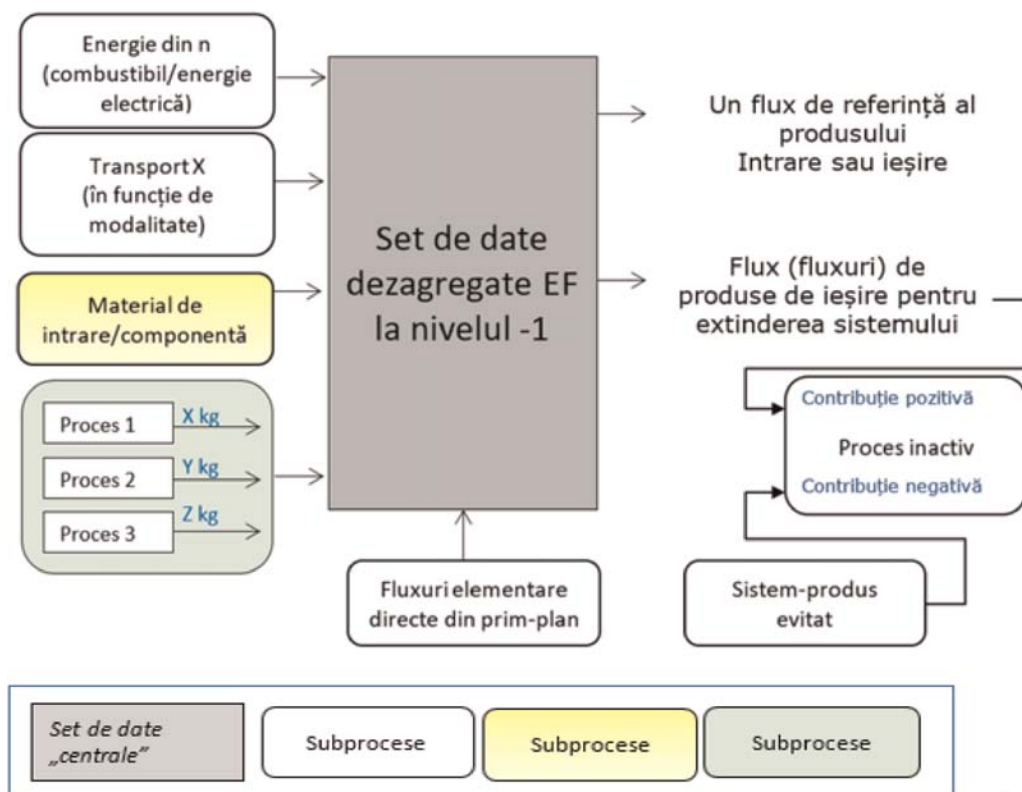 Energie din n
(combustibil/energie
electrică)
Transport X
(în funcție de
modalitate)
Material de
intrare/componentă
Proces 1
X kg
Proces 2
Y kg
Proces 3
Z kg
Set de date
dezagregate EF
la nivelul -1
Un flux de referință al
produsului
Intrare sau ieșire
Flux (fluxuri) de
produse de ieșire pentru
extinderea sistemului
Contribuție pozitivă
Proces inactiv
Contribuție negativă
Fluxuri elementare
directe din prim-plan
Sistem-produs
evitat
Set de date
„centrale”
Subprocese
Subprocese
Subprocese